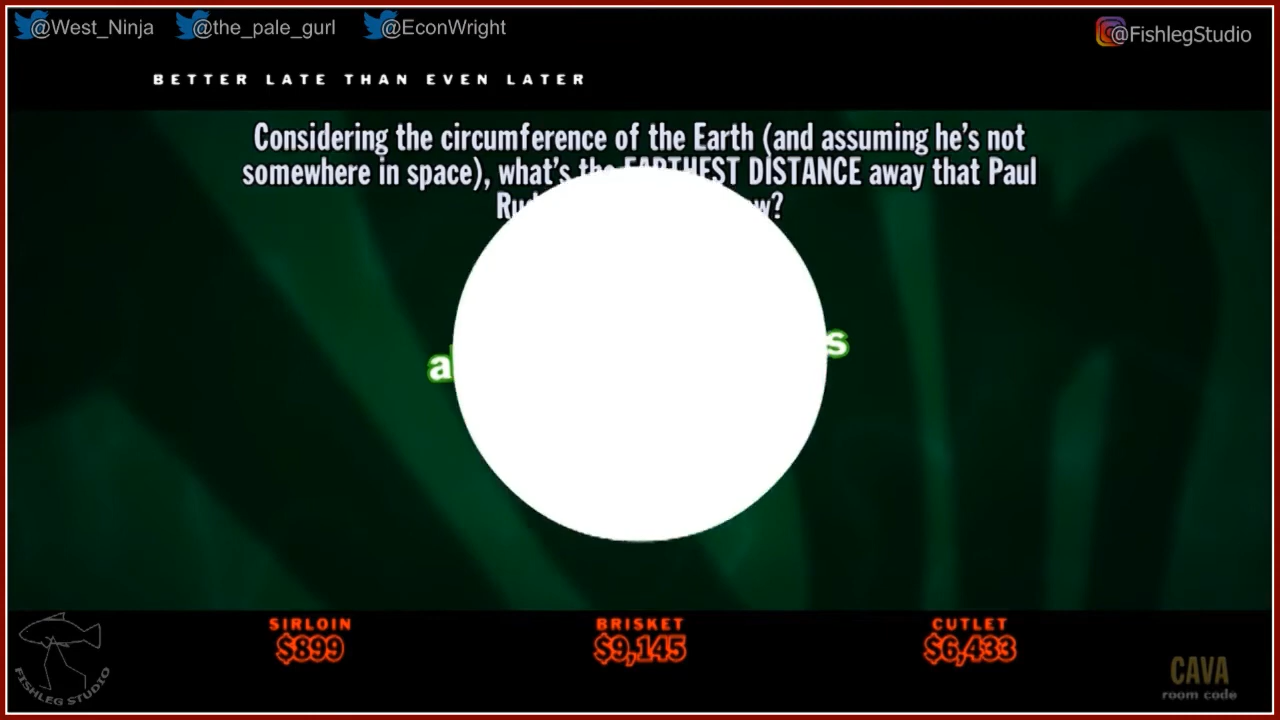 @West_Ninja @the_pale_gurl @EconWright @FishlegStudio
BETTER LATE THAN EVEN LATER
Considering the circumference of the Earth (and assuming he's not
somewhere in space), what's the FARTHEST DISTANCE away that Paul
SIRLOIN BRISKET CUTLET
$899 $9,145 $6,433
CAVA
room code
FISHLEG STUDIO